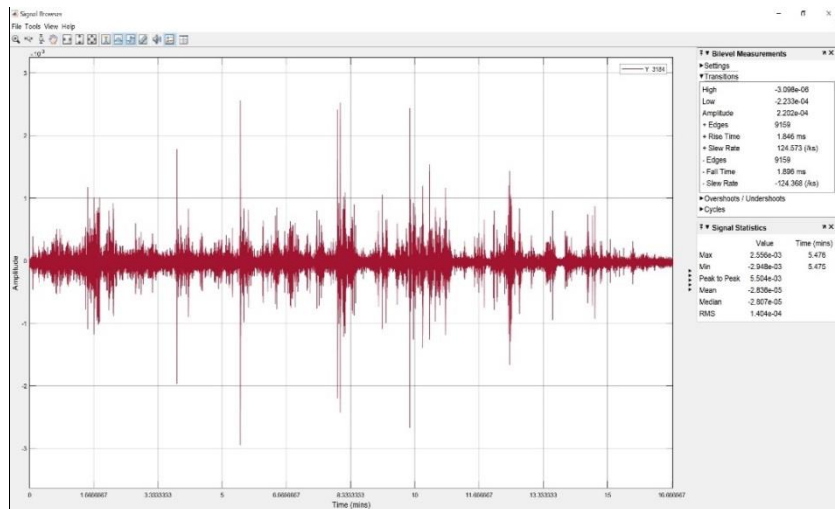 Signal Browser
File Tools View Help
×10⁻³
Y 3184
3
2
1
0
-1
-2
-3
Amplitude
0
1.6666667
3.3333333
5
6.6666667
8.3333333
10
11.666667
13.333333
15
16.666667
Time (mins)
Bilevel Measurements
Settings
Transitions
High -3.098e-06
Low -2.233e-04
Amplitude 2.202e-04
+ Edges 9159
+ Rise Time 1.846 ms
+ Slew Rate 124.573 (/ks)
- Edges 9159
- Fall Time 1.896 ms
- Slew Rate -124.368 (/ks)
Overshoots / Undershoots
Cycles
Signal Statistics
Value Time (mins)
Max 2.556e-03 5.476
Min -2.948e-03 5.475
Peak to Peak 5.504e-03
Mean -2.836e-05
Median -2.807e-05
RMS 1.404e-04